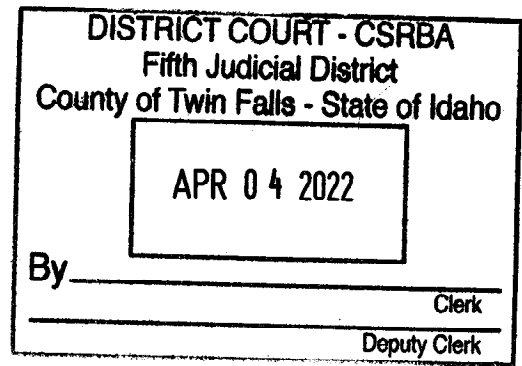 DISTRICT COURT - CSRBA
Fifth Judicial District
County of Twin Falls - State of Idaho
APR 04 2022
By
Clerk
Deputy Clerk